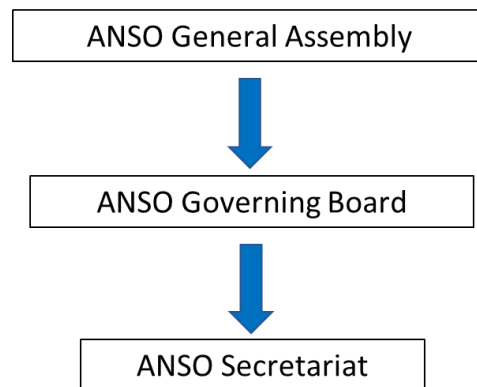 ANSO General Assembly
ANSO Governing Board
ANSO Secretariat